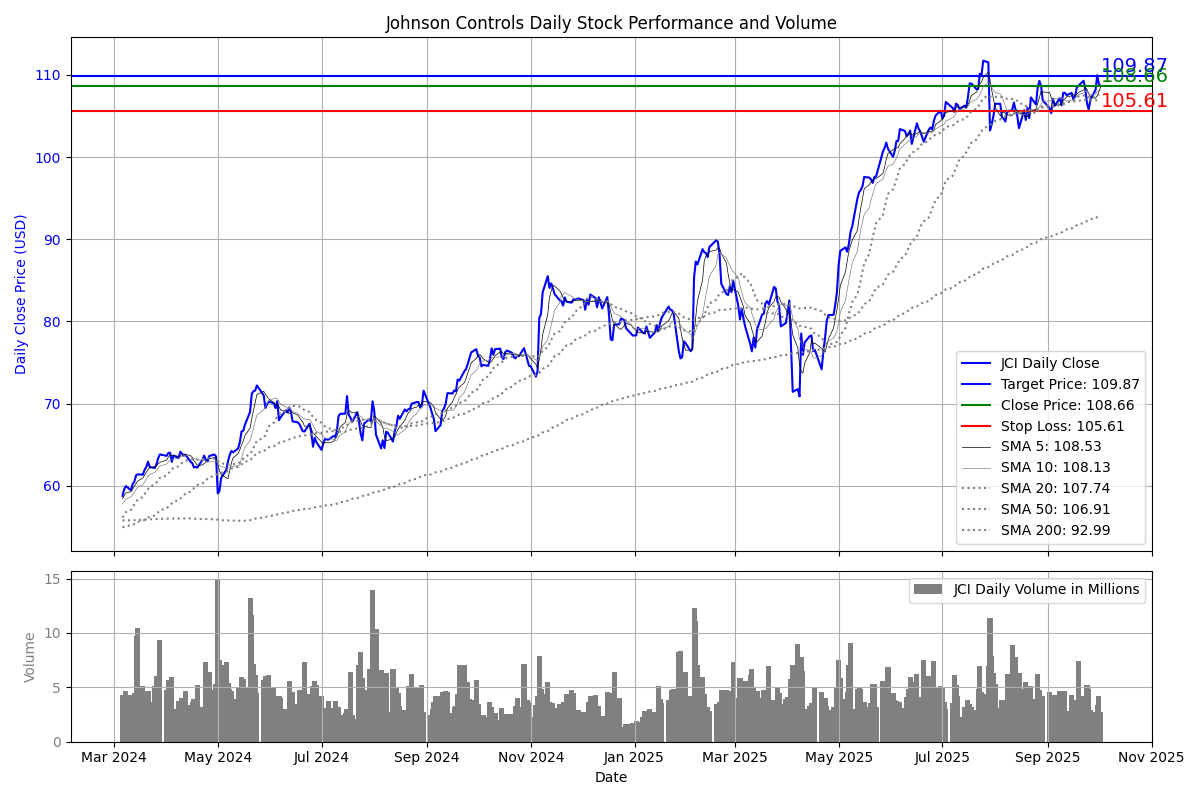 Johnson Controls Daily Stock Performance and Volume
Daily Close Price (USD)
110
100
90
80
70
60
109.87
108.66
105.61
JCI Daily Close
Target Price: 109.87
Close Price: 108.66
Stop Loss: 105.61
SMA 5: 108.53
SMA 10: 108.13
SMA 20: 107.74
SMA 50: 106.91
SMA 200: 92.99
Volume
15
10
5
0
JCI Daily Volume in Millions
Mar 2024 May 2024 Jul 2024 Sep 2024 Nov 2024 Jan 2025 Mar 2025 May 2025 Jul 2025 Sep 2025 Nov 2025
Date